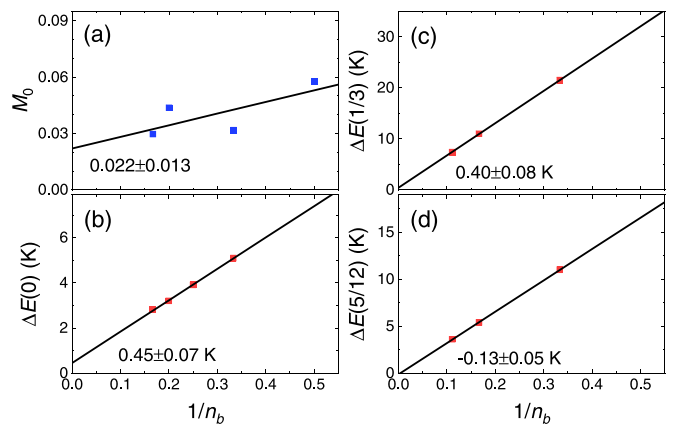 (a)
0.09
0.06
0.03
0.00
M0
0.022±0.013
(c)
30
20
10
0
ΔE(1/3) (K)
0.40±0.08 K
(b)
6
4
2
0
ΔE(0) (K)
0.45±0.07 K
0.0 0.1 0.2 0.3 0.4 0.5
1/nb
(d)
15
10
5
0
ΔE(5/12) (K)
-0.13±0.05 K
0.0 0.1 0.2 0.3 0.4 0.5
1/nb